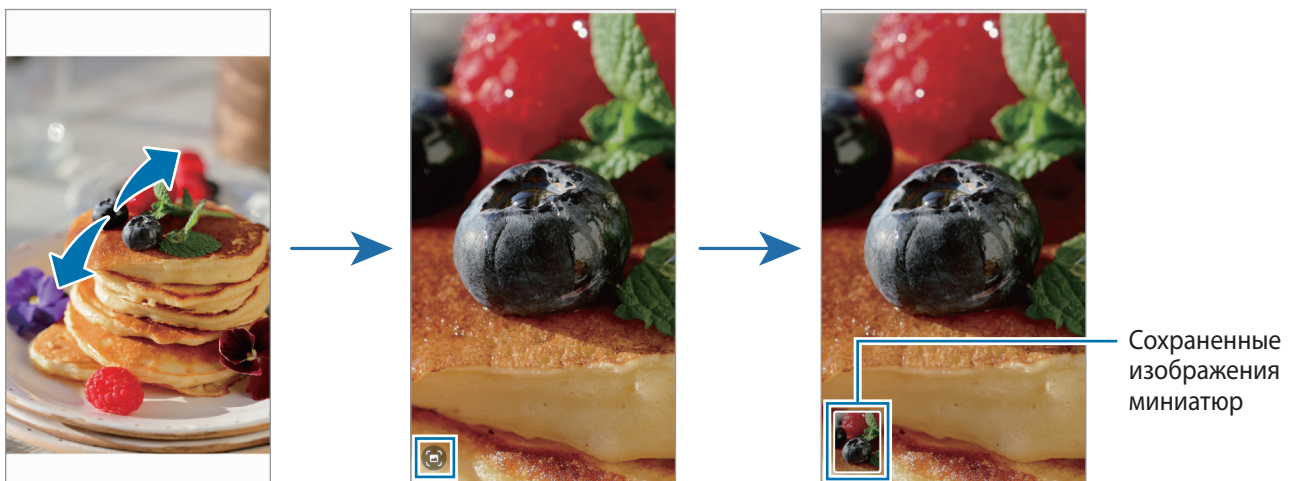 Сохраненные
изображения
миниатюр